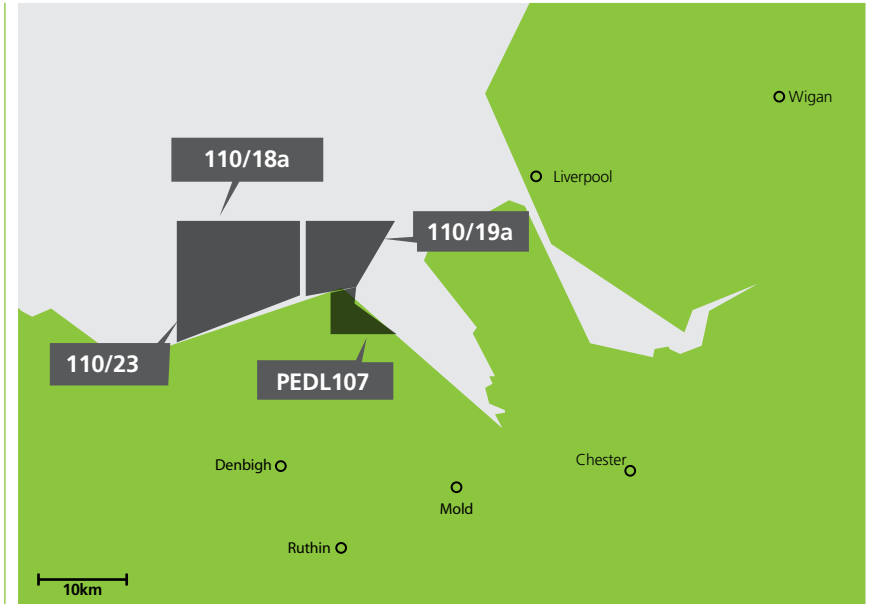 Wigan
110/18a
Liverpool
110/19a
110/23
PEDL107
Denbigh
Chester
Mold
Ruthin
10km